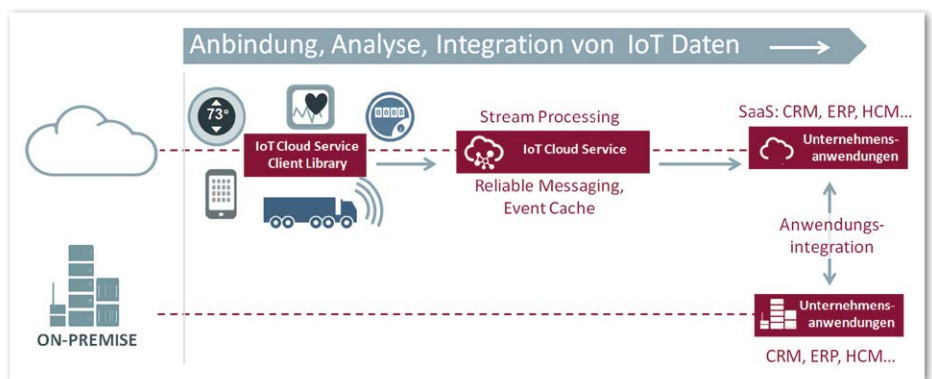 Anbindung, Analyse, Integration von IoT Daten
73°
0000
IoT Cloud Service
Client Library
Stream Processing
IoT Cloud Service
Reliable Messaging,
Event Cache
SaaS: CRM, ERP, HCM...
Unternehmens-
anwendungen
Anwendungs-
integration
ON-PREMISE
Unternehmens-
anwendungen
CRM, ERP, HCM...